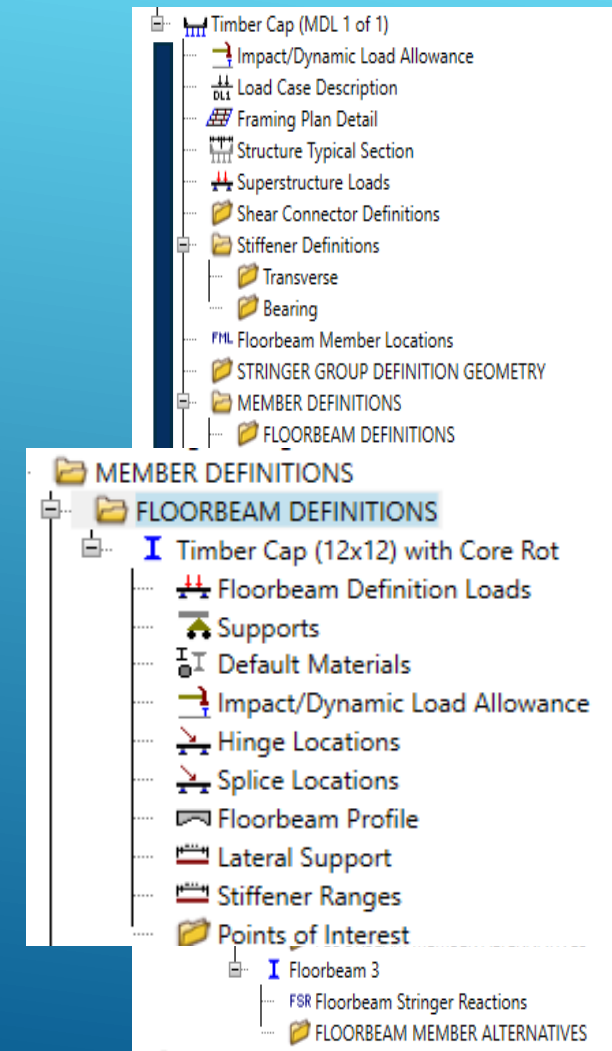 Timber Cap (MDL 1 of 1)
Impact/Dynamic Load Allowance
DL1 Load Case Description
Framing Plan Detail
Structure Typical Section
Superstructure Loads
Shear Connector Definitions
Stiffener Definitions
Transverse
Bearing
FML Floorbeam Member Locations
STRINGER GROUP DEFINITION GEOMETRY
MEMBER DEFINITIONS
FLOORBEAM DEFINITIONS
MEMBER DEFINITIONS
FLOORBEAM DEFINITIONS
Timber Cap (12x12) with Core Rot
Floorbeam Definition Loads
Supports
Default Materials
Impact/Dynamic Load Allowance
Hinge Locations
Splice Locations
Floorbeam Profile
Lateral Support
Stiffener Ranges
Points of Interest
Floorbeam 3
FSR Floorbeam Stringer Reactions
FLOORBEAM MEMBER ALTERNATIVES